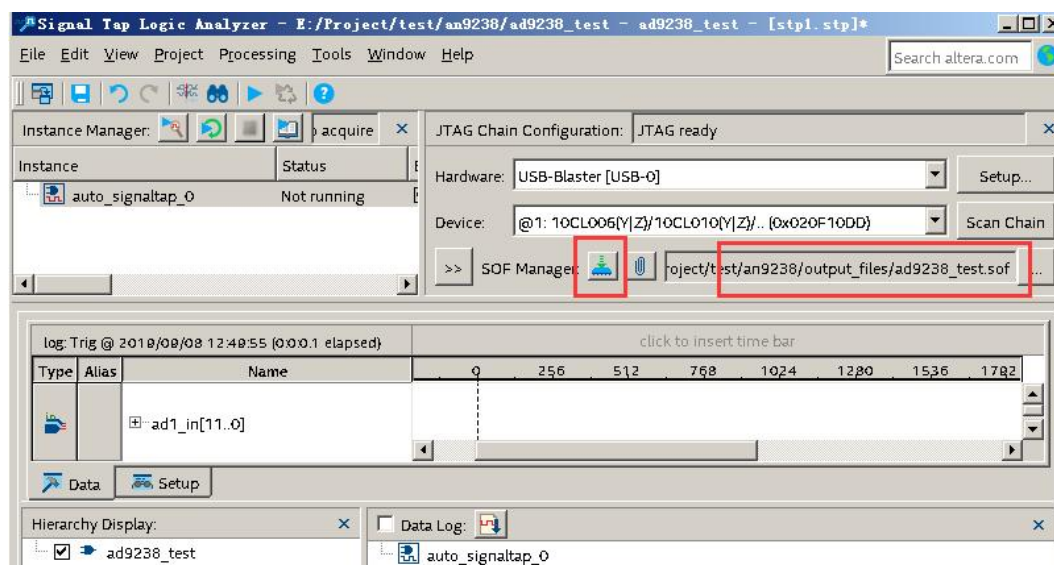 Signal Tap Logic Analyzer - E:/Project/test/an9238/ad9238_test - ad9238_test - [stp1.stp]*
File Edit View Project Processing Tools Window Help
Search altera.com
Instance Manager: acquire
JTAG Chain Configuration: JTAG ready
Instance Status
auto_signaltap_0 Not running
Hardware: USB-Blaster [USB-0] Setup...
Device: @1: 10CL006(Y|Z)/10CL010(Y|Z)/.. (0x020F10DD) Scan Chain
>> SOF Manager: roject/test/an9238/output_files/ad9238_test.sof ...
log: Trig @ 2019/09/08 12:49:55 (0:0:0.1 elapsed) click to insert time bar
Type Alias Name 0 256 512 768 1024 1280 1536 1792
ad1_in[11..0]
Data Setup
Hierarchy Display: Data Log:
ad9238_test auto_signaltap_0